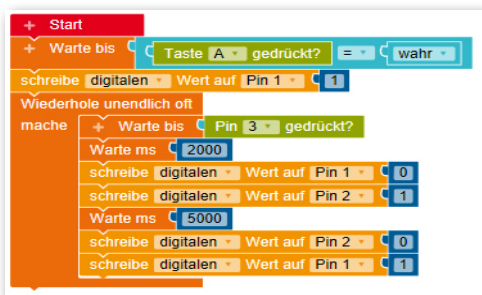 + Start
+ Warte bis Taste A gedrückt? = wahr
schreibe digitalen Wert auf Pin 1 1
Wiederhole unendlich oft
mache + Warte bis Pin 3 gedrückt?
Warte ms 2000
schreibe digitalen Wert auf Pin 1 0
schreibe digitalen Wert auf Pin 2 1
Warte ms 5000
schreibe digitalen Wert auf Pin 2 0
schreibe digitalen Wert auf Pin 1 1